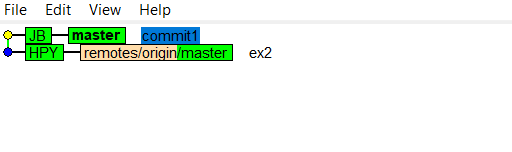 File Edit View Help
JB master commit1
HPY remotes/origin/master ex2